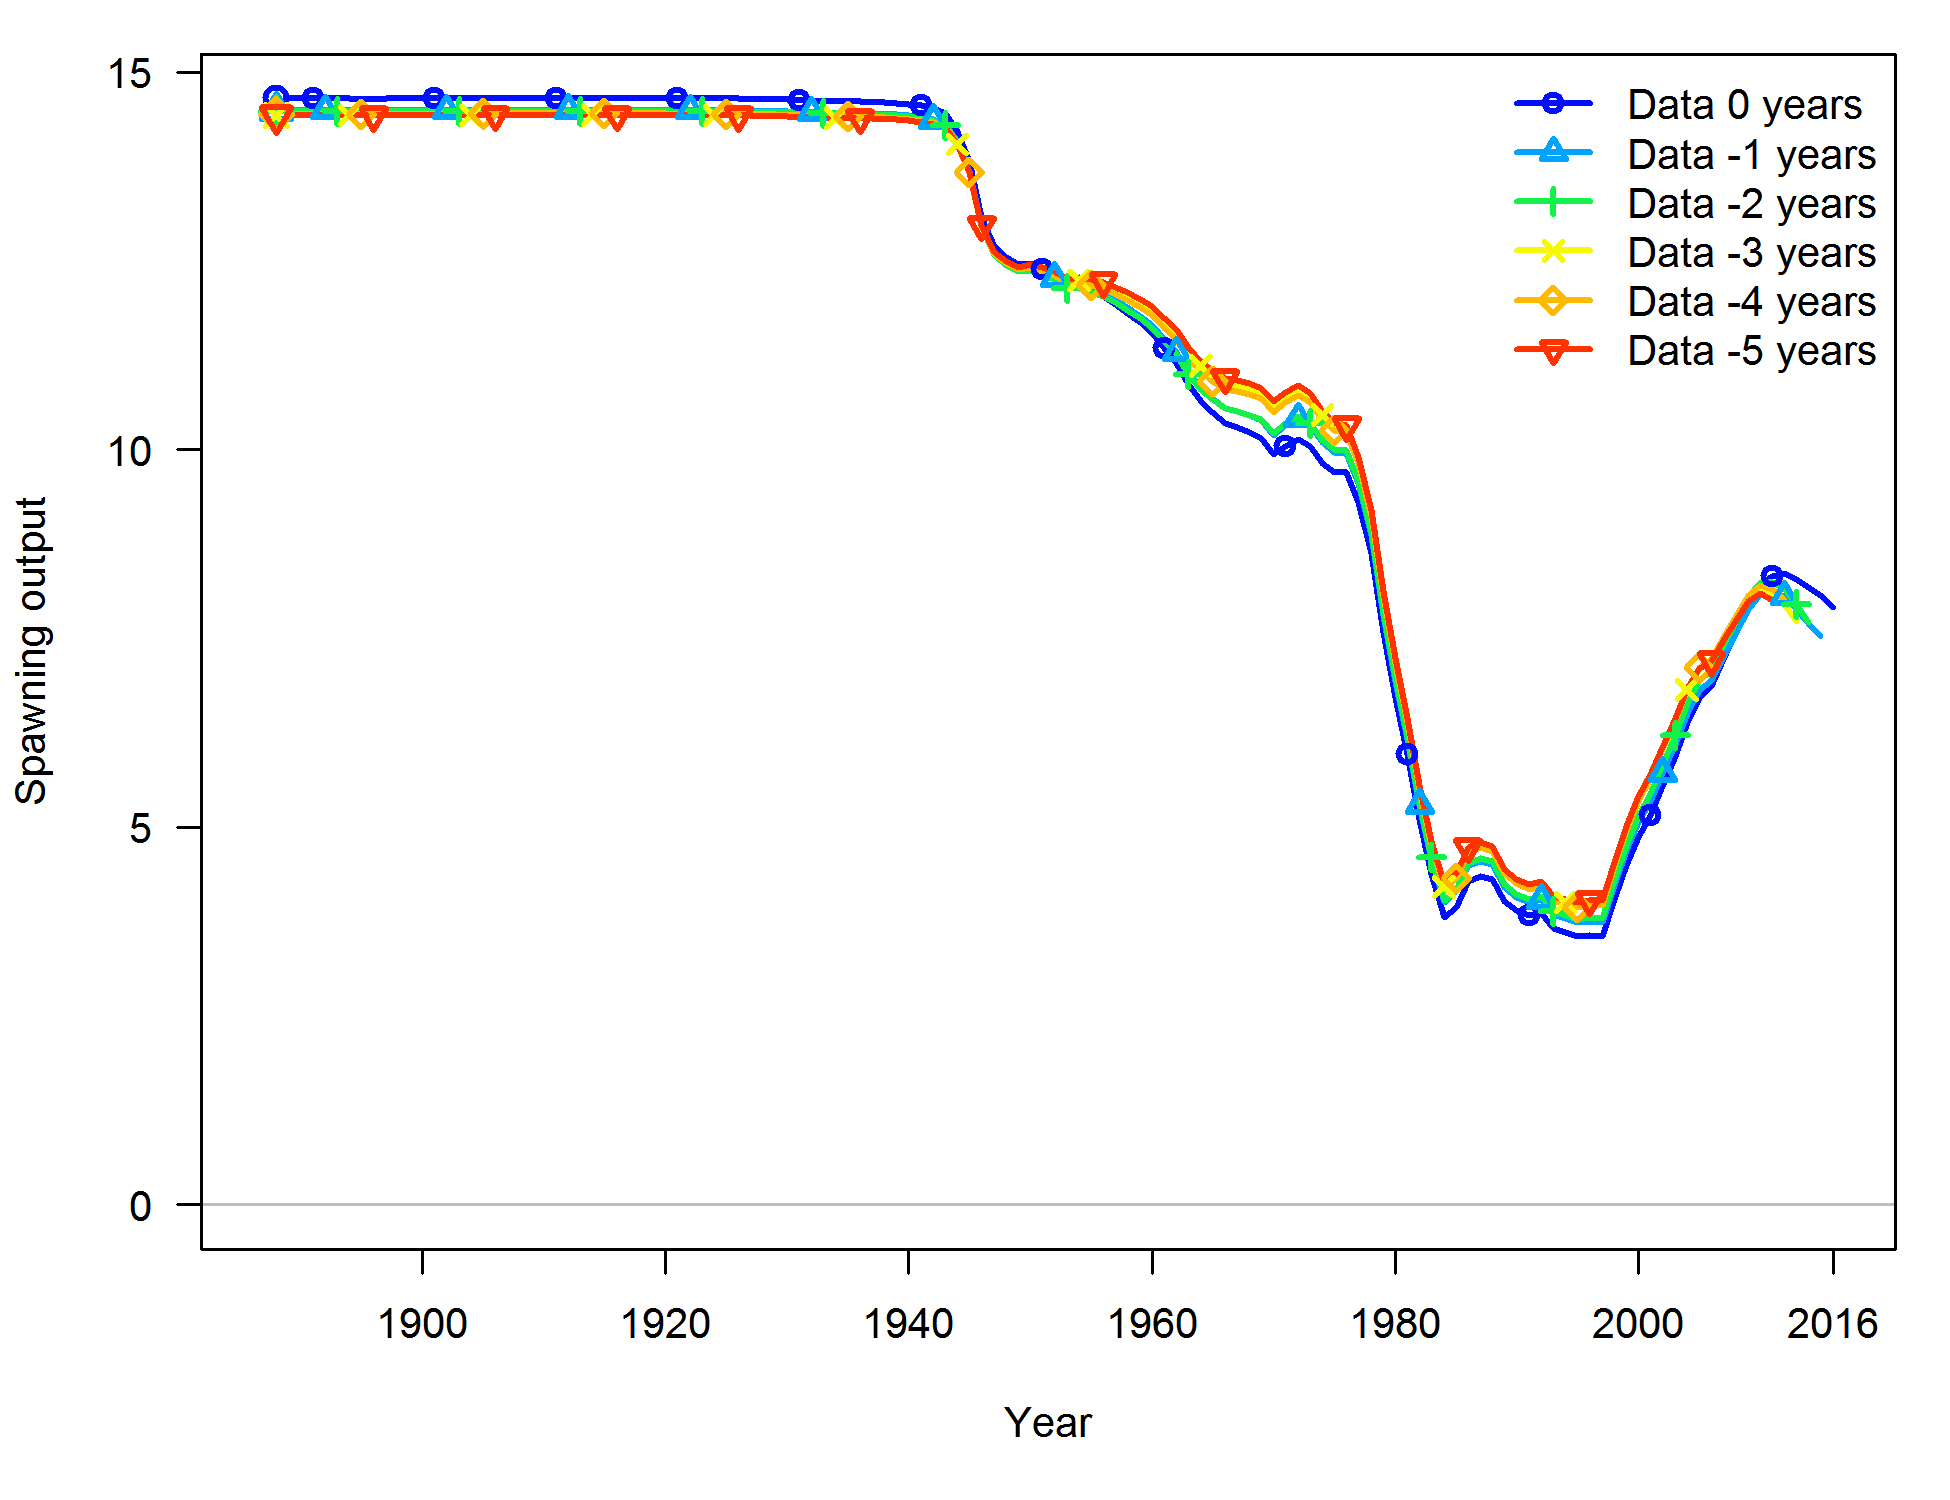 Spawning output
15
10
5
0
Data 0 years
Data -1 years
Data -2 years
Data -3 years
Data -4 years
Data -5 years
1900 1920 1940 1960 1980 2000 2016
Year